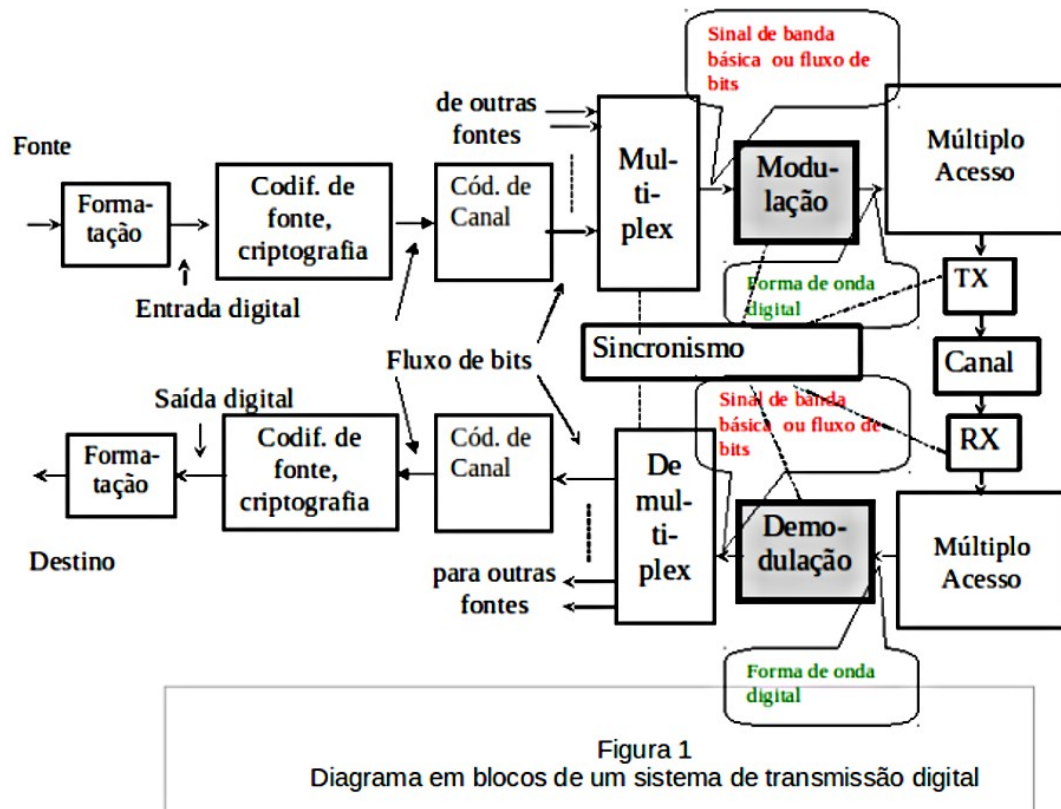 Sinal de banda
básica ou fluxo de
bits
de outras
fontes
Fonte
Forma-
tação
Codif. de
fonte,
criptografia
Cód. de
Canal
Mul-
ti-
plex
Modu-
lação
Múltiplo
Acesso
Entrada digital
Forma de onda
digital
TX
Sincronismo
Canal
Fluxo de bits
Saída digital
Sinal de banda
básica ou fluxo de
bits
RX
Forma-
tação
Codif. de
fonte,
criptografia
Cód. de
Canal
De
mul-
ti-
plex
Demo-
dulação
Múltiplo
Acesso
Destino
para outras
fontes
Forma de onda
digital
Figura 1
Diagrama em blocos de um sistema de transmissão digital